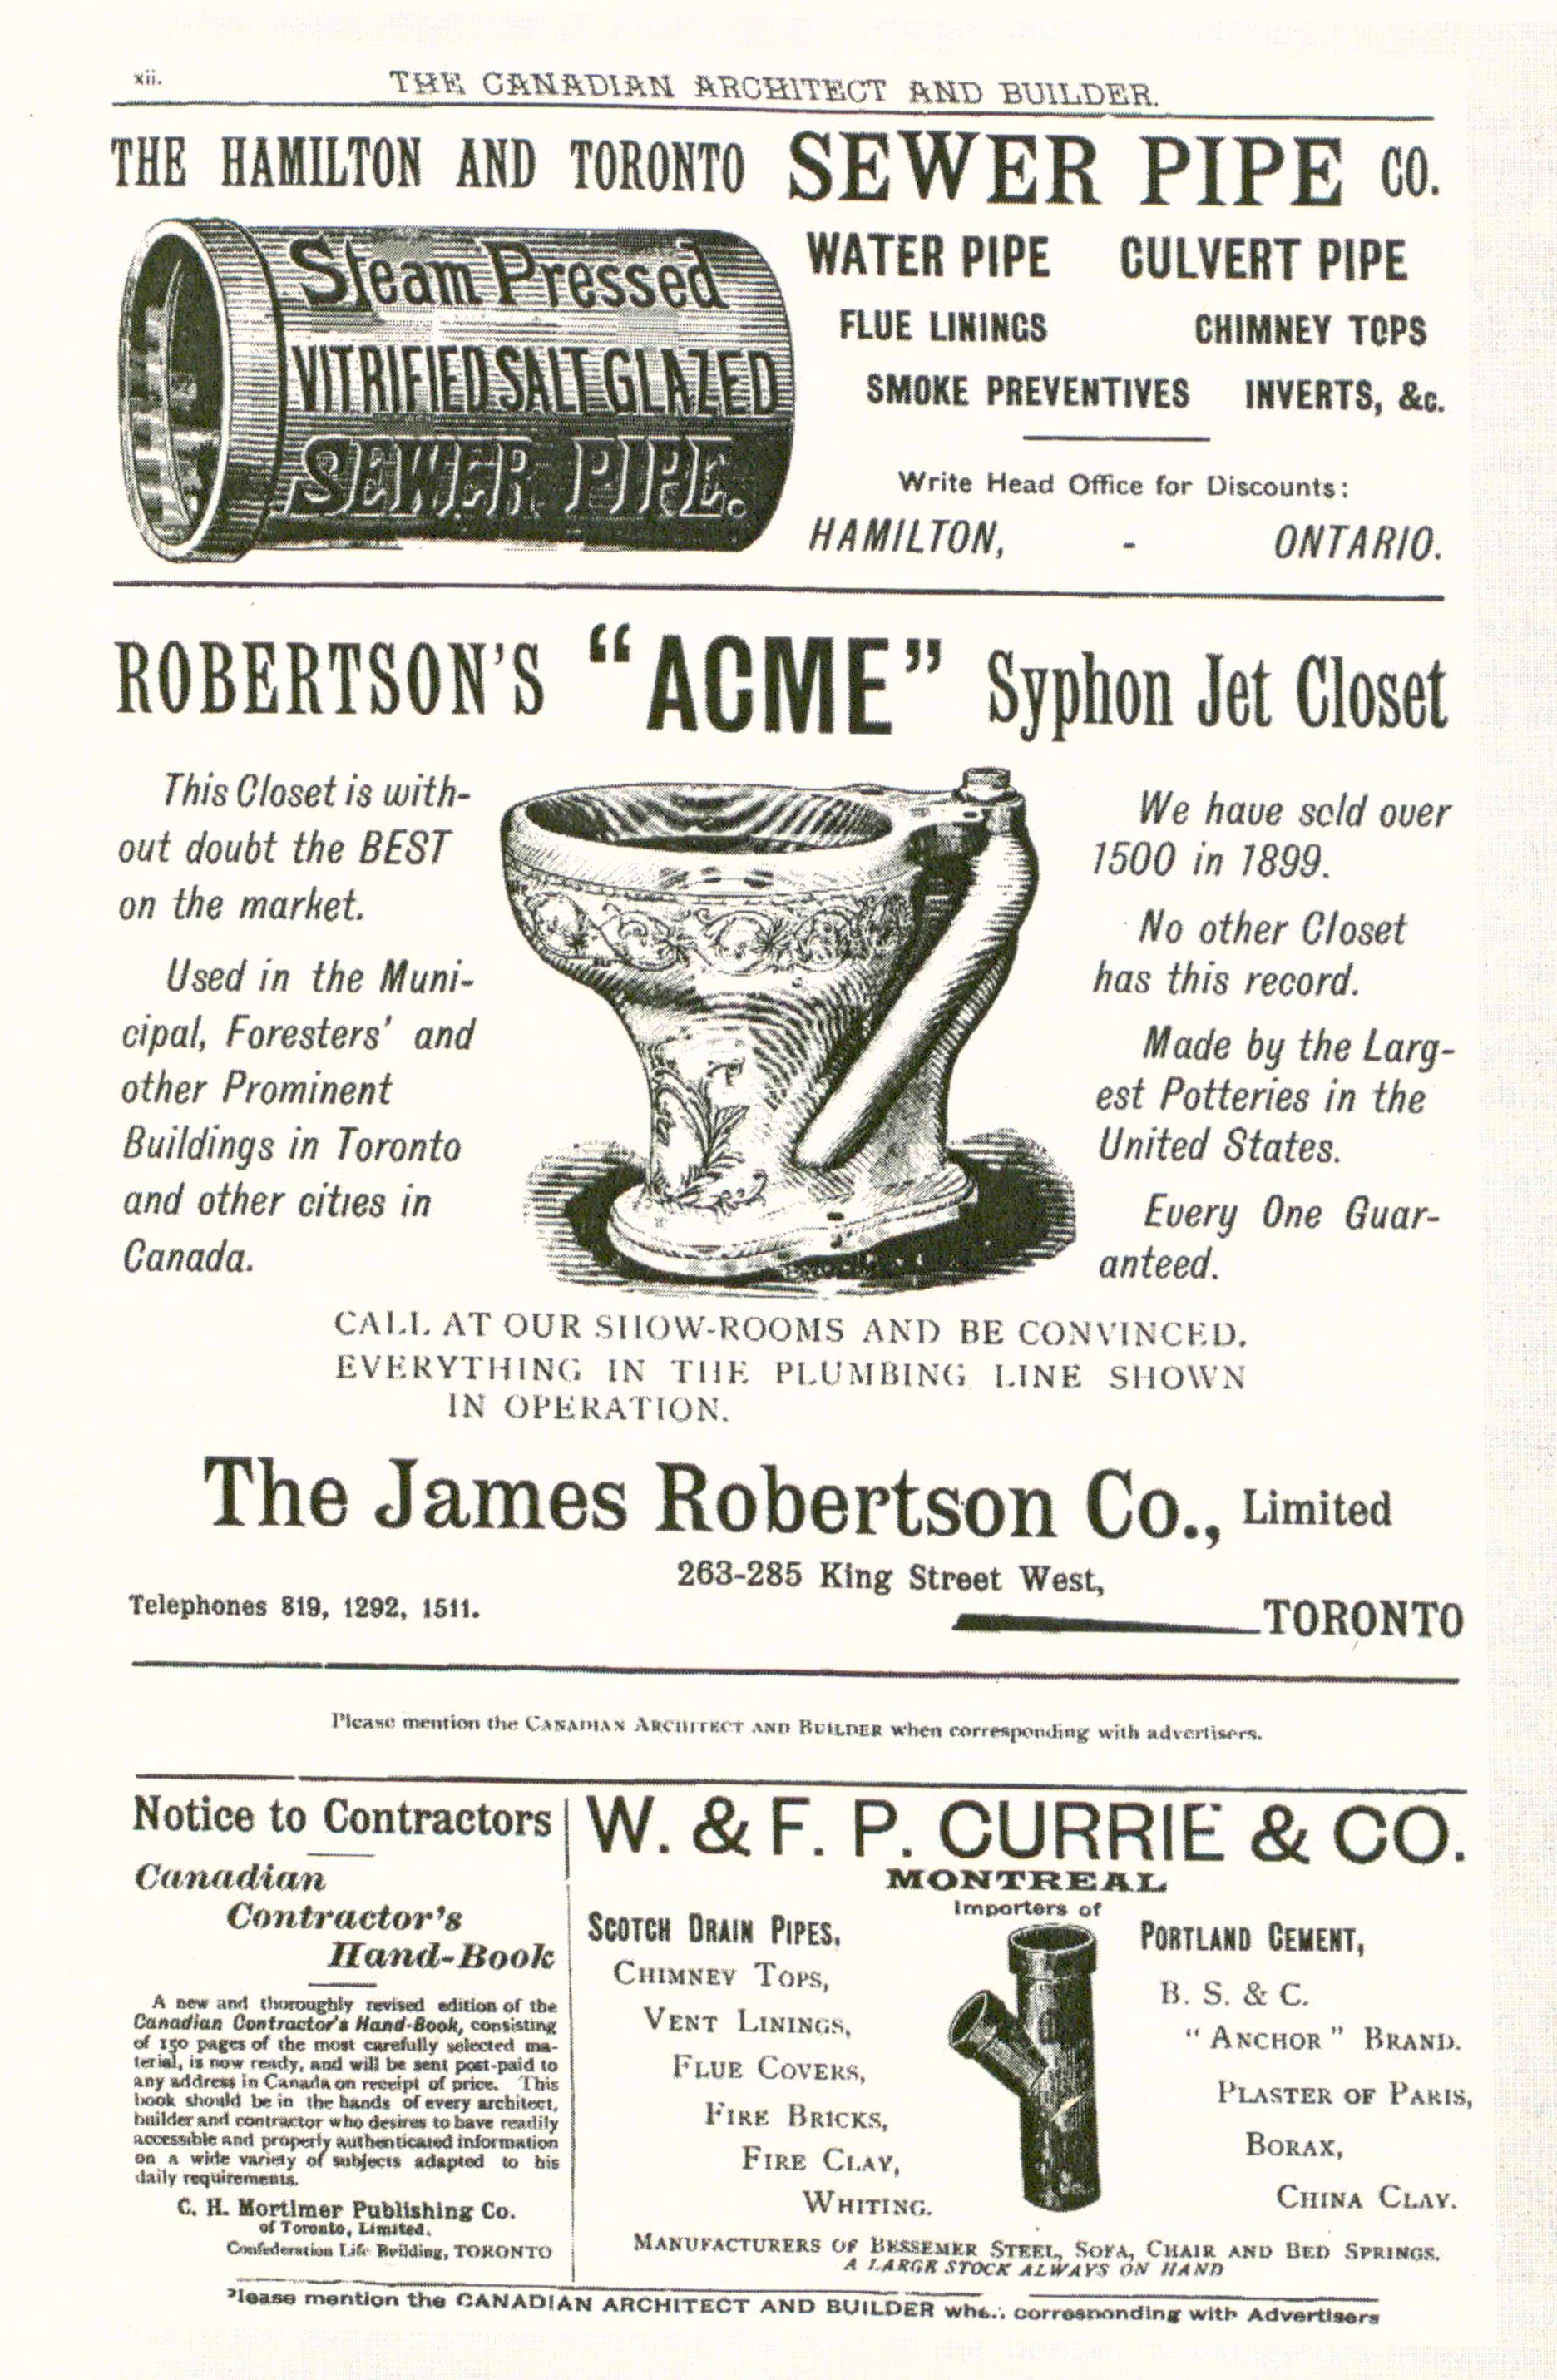 xii.
THE CANADIAN ARCHITECT AND BUILDER.
THE HAMILTON AND TORONTO SEWER PIPE CO.
Steam Pressed
VITRIFIED SALT GLAZED
SEWER PIPE.
WATER PIPE CULVERT PIPE
FLUE LININGS CHIMNEY TOPS
SMOKE PREVENTIVES INVERTS, &c.
Write Head Office for Discounts:
HAMILTON, - ONTARIO.
ROBERTSON'S "ACME" Syphon Jet Closet
This Closet is with-
out doubt the BEST
on the market.
Used in the Muni-
cipal, Foresters' and
other Prominent
Buildings in Toronto
and other cities in
Canada.
We have sold over
1500 in 1899.
No other Closet
has this record.
Made by the Larg-
est Potteries in the
United States.
Every One Guar-
anteed.
CALL AT OUR SHOW-ROOMS AND BE CONVINCED.
EVERYTHING IN THE PLUMBING LINE SHOWN
IN OPERATION.
The James Robertson Co., Limited
263-285 King Street West,
Telephones 819, 1292, 1511.
TORONTO
Please mention the CANADIAN ARCHITECT AND BUILDER when corresponding with advertisers.
Notice to Contractors
Canadian
Contractor's
Hand-Book
A new and thoroughly revised edition of the
Canadian Contractor's Hand-Book, consisting
of 150 pages of the most carefully selected ma-
terial, is now ready, and will be sent post-paid to
any address in Canada on receipt of price. This
book should be in the hands of every architect,
builder and contractor who desires to have readily
accessible and properly authenticated information
on a wide variety of subjects adapted to his
daily requirements.
C. H. Mortimer Publishing Co.
of Toronto, Limited,
Confederation Life Building, TORONTO
W. & F. P. CURRIE & CO.
MONTREAL
Importers of
SCOTCH DRAIN PIPES,
CHIMNEY TOPS,
VENT LININGS,
FLUE COVERS,
FIRE BRICKS,
FIRE CLAY,
WHITING.
PORTLAND CEMENT,
B. S. & C.
"ANCHOR" BRAND.
PLASTER OF PARIS,
BORAX,
CHINA CLAY.
MANUFACTURERS OF BESSEMER STEEL, SOFA, CHAIR AND BED SPRINGS.
A LARGE STOCK ALWAYS ON HAND
Please mention the CANADIAN ARCHITECT AND BUILDER when corresponding with Advertisers